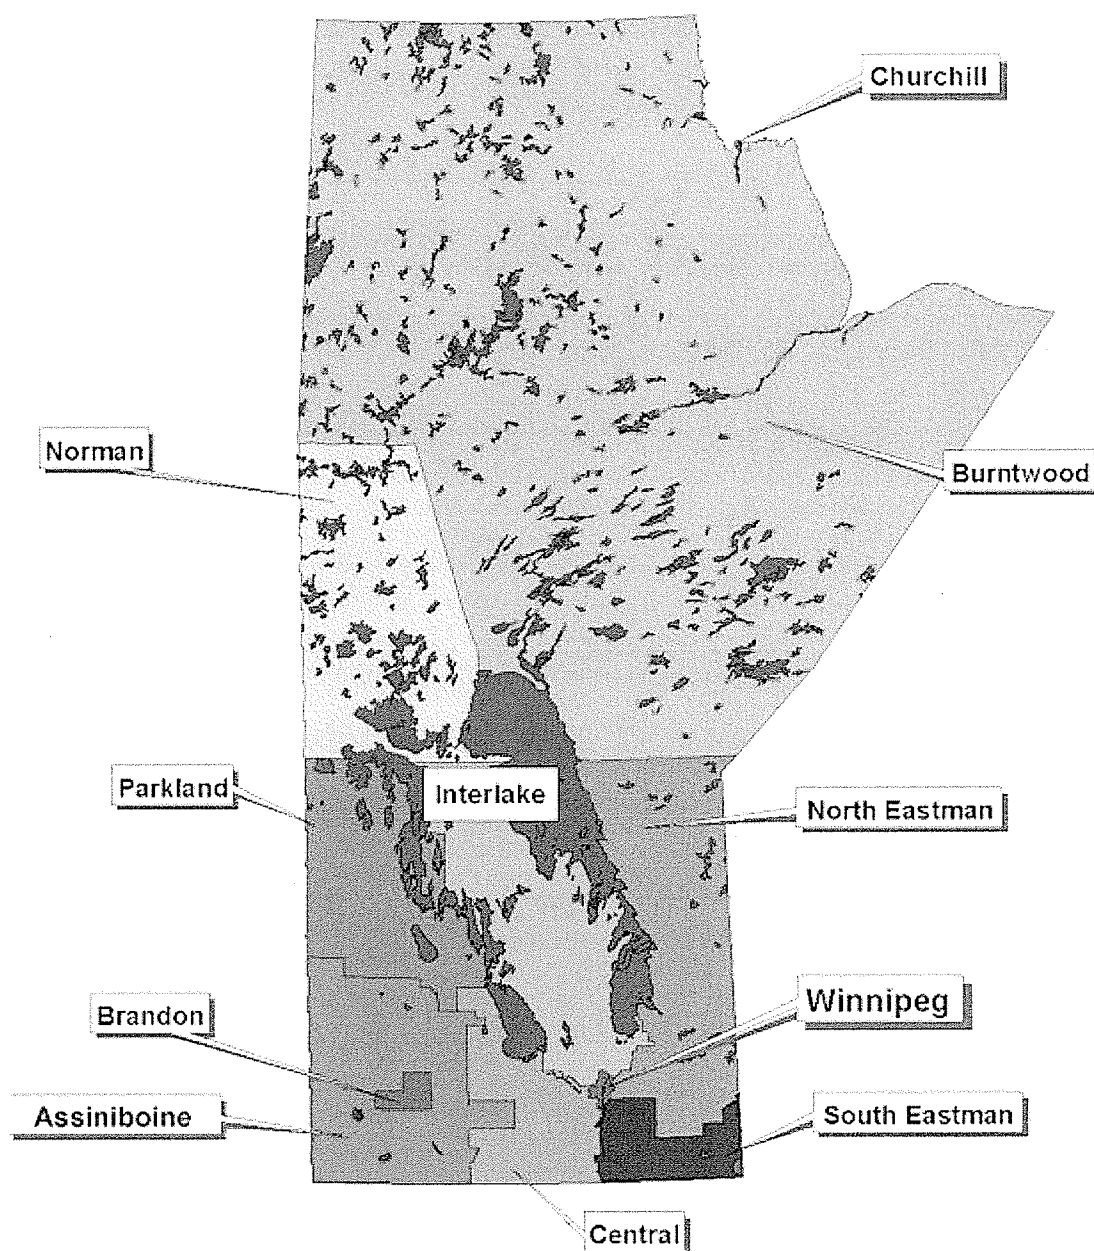 Churchill
Norman
Burntwood
Parkland
Interlake
North Eastman
Brandon
Winnipeg
Assiniboine
South Eastman
Central